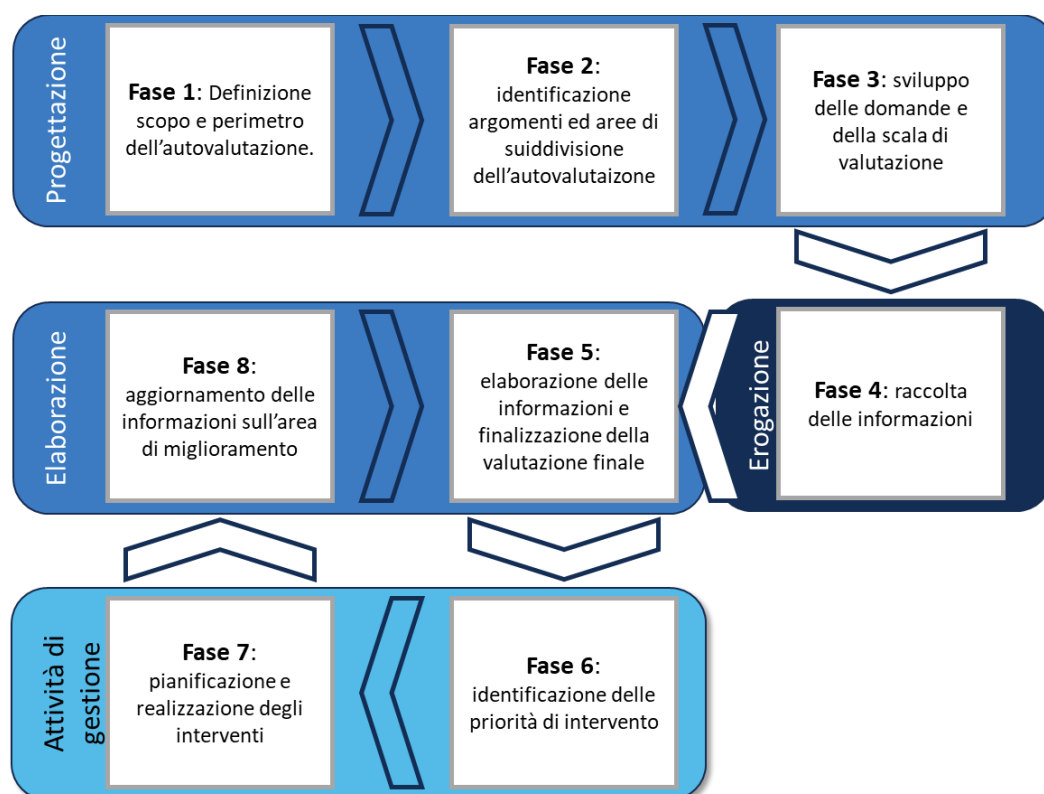 Progettazione
Fase 1: Definizione
scopo e perimetro
dell'autovalutazione.
Fase 2:
identificazione
argomenti ed aree di
suiddivisione
dell'autovalutaizone
Fase 3: sviluppo
delle domande e
della scala di
valutazione
Elaborazione
Fase 8:
aggiornamento delle
informazioni sull'area
di miglioramento
Fase 5:
elaborazione delle
informazioni e
finalizzazione della
valutazione finale
Erogazione
Fase 4: raccolta
delle informazioni
Attività di
gestione
Fase 7:
pianificazione e
realizzazione degli
interventi
Fase 6:
identificazione delle
priorità di intervento